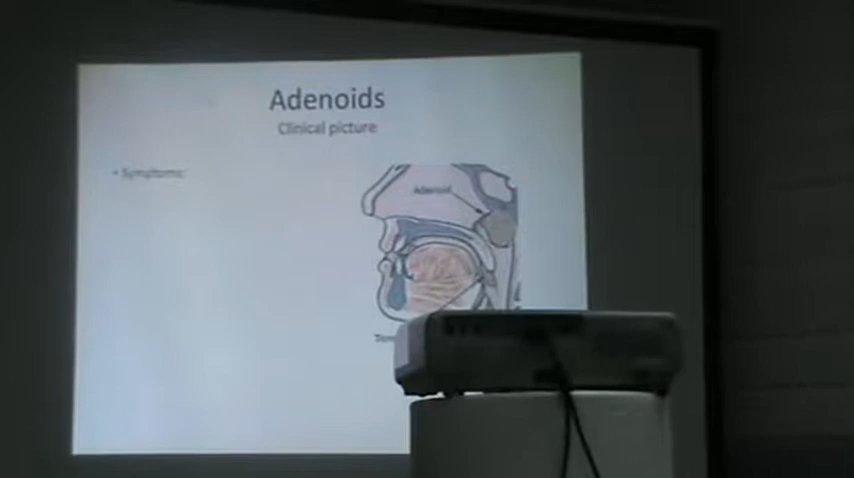 Adenoids
Clinical picture
• Symptoms:
Adenoid